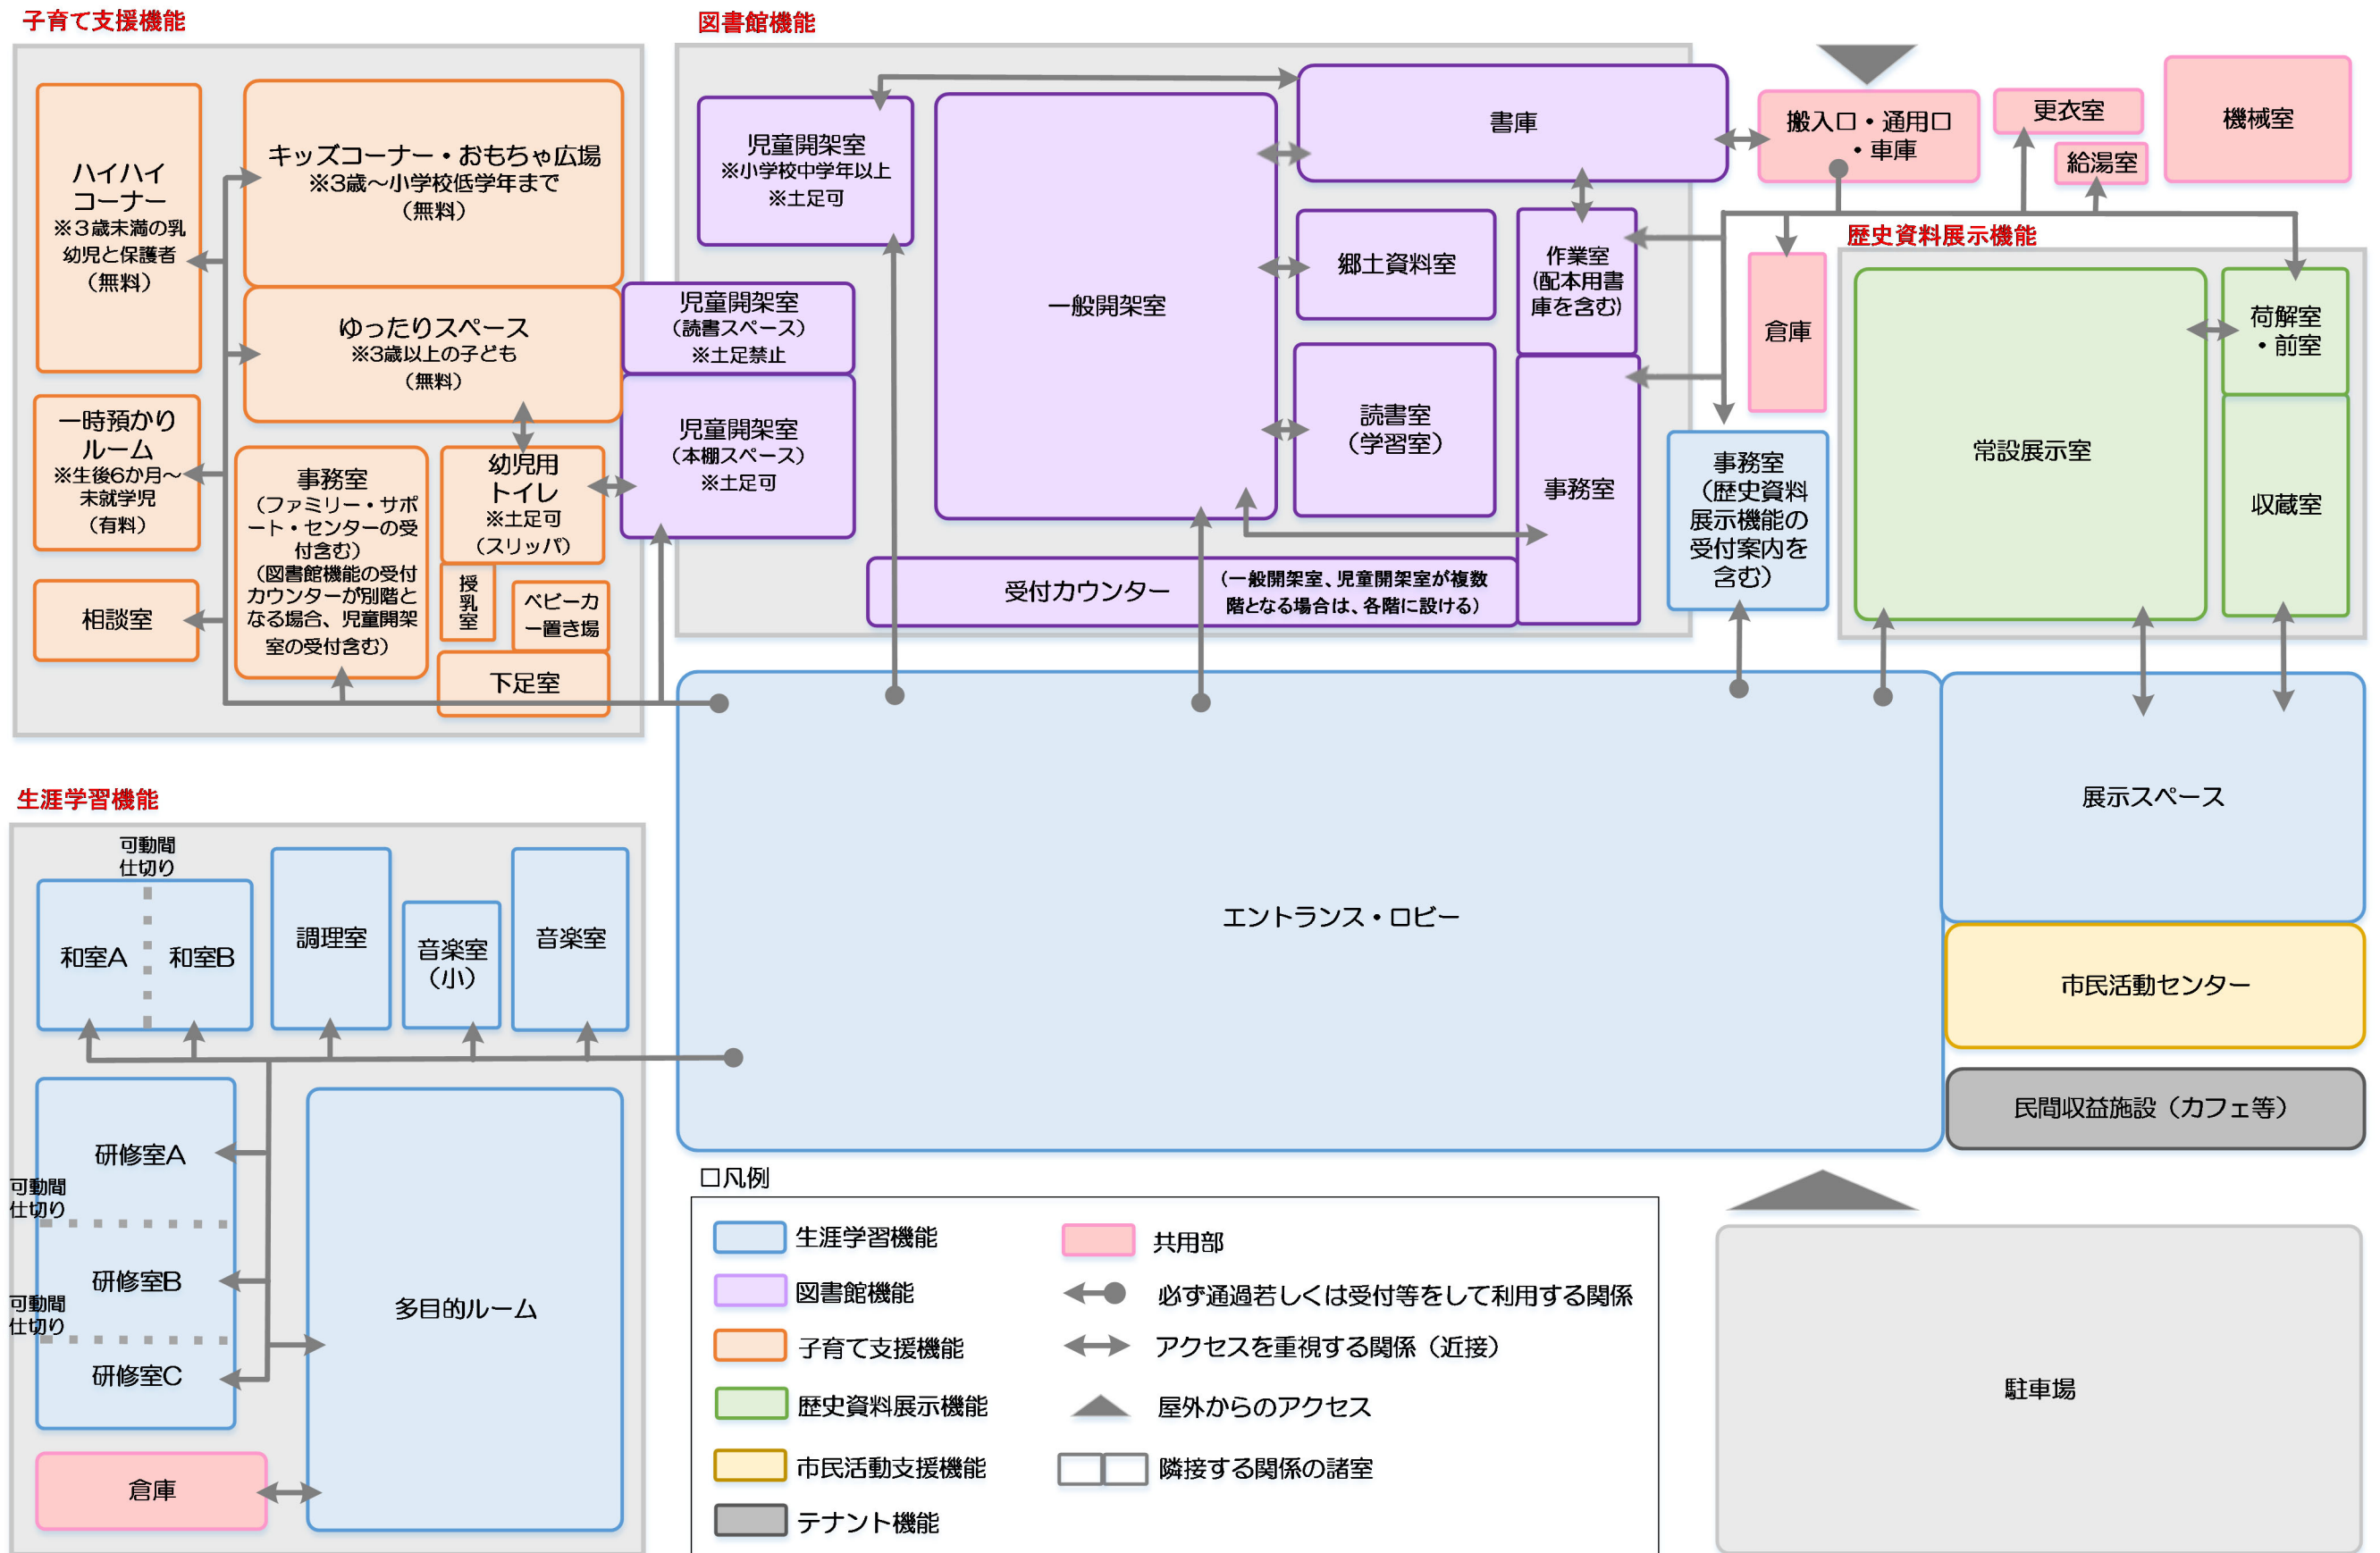 子育て支援機能
ハイハイ
コーナー
※３歳未満の乳
幼児と保護者
（無料）
キッズコーナー・おもちゃ広場
※3歳～小学校低学年まで
（無料）
ゆったりスペース
※3歳以上の子ども
（無料）
一時預かり
ルーム
※生後6か月～
未就学児
（有料）
相談室
事務室
（ファミリー・サポ
ート・センターの受
付含む）
（図書館機能の受付
カウンターが別階と
なる場合、児童開架
室の受付含む）
幼児用
トイレ
※土足可
（スリッパ）
授
乳
室
ベビーカ
ー置き場
下足室
図書館機能
児童開架室
※小学校中学年以上
※土足可
児童開架室
（読書スペース）
※土足禁止
児童開架室
（本棚スペース）
※土足可
一般開架室
書庫
郷土資料室
作業室
(配本用書
庫を含む)
読書室
（学習室）
事務室
受付カウンター
（一般開架室、児童開架室が複数
階となる場合は、各階に設ける）
搬入口・通用口
・車庫
更衣室
給湯室
機械室
倉庫
事務室
（歴史資料
展示機能の
受付案内を
含む）
歴史資料展示機能
常設展示室
荷解室
・前室
収蔵室
エントランス・ロビー
展示スペース
市民活動センター
民間収益施設（カフェ等）
駐車場
生涯学習機能
可動間
仕切り
和室A
和室B
調理室
音楽室
（小）
音楽室
研修室A
可動間
仕切り
研修室B
可動間
仕切り
研修室C
多目的ルーム
倉庫
□凡例
生涯学習機能
図書館機能
子育て支援機能
歴史資料展示機能
市民活動支援機能
テナント機能
共用部
必ず通過若しくは受付等をして利用する関係
アクセスを重視する関係（近接）
屋外からのアクセス
隣接する関係の諸室